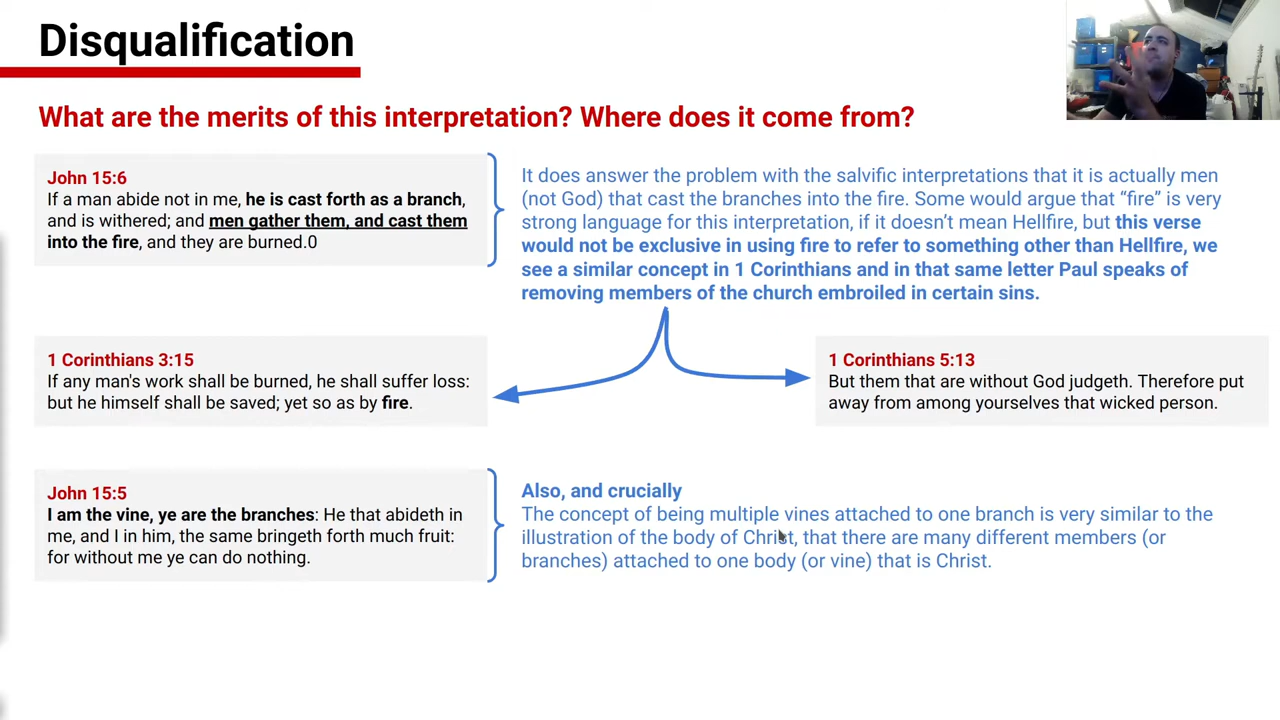 Disqualification
What are the merits of this interpretation? Where does it come from?
John 15:6
If a man abide not in me, he is cast forth as a branch,
and is withered; and men gather them, and cast them
into the fire, and they are burned.0
It does answer the problem with the salvific interpretations that it is actually men
(not God) that cast the branches into the fire. Some would argue that “fire” is very
strong language for this interpretation, if it doesn’t mean Hellfire, but this verse
would not be exclusive in using fire to refer to something other than Hellfire, we
see a similar concept in 1 Corinthians and in that same letter Paul speaks of
removing members of the church embroiled in certain sins.
1 Corinthians 3:15
If any man's work shall be burned, he shall suffer loss:
but he himself shall be saved; yet so as by fire.
1 Corinthians 5:13
But them that are without God judgeth. Therefore put
away from among yourselves that wicked person.
John 15:5
I am the vine, ye are the branches: He that abideth in
me, and I in him, the same bringeth forth much fruit:
for without me ye can do nothing.
Also, and crucially
The concept of being multiple vines attached to one branch is very similar to the
illustration of the body of Christ, that there are many different members (or
branches) attached to one body (or vine) that is Christ.